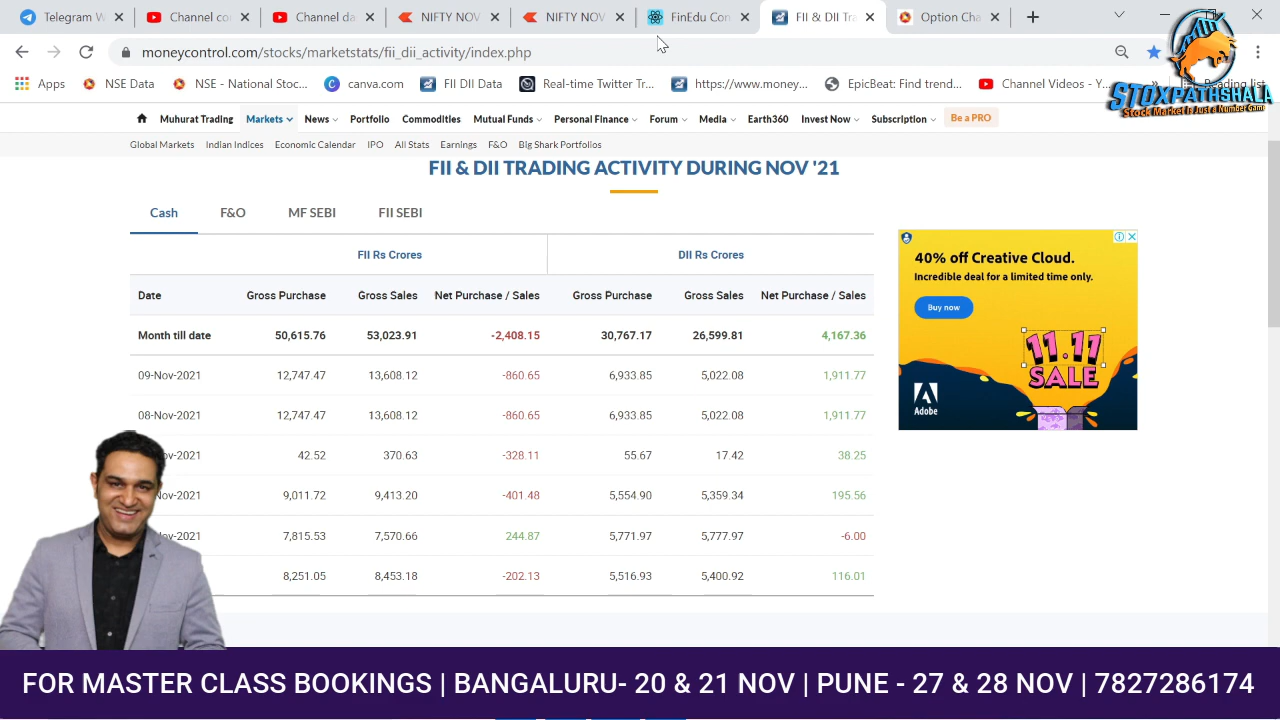 Telegram W
Channel co
Channel da
NIFTY NOV
NIFTY NOV
FinEdu Con
FII & DII Tra
Option Cha
moneycontrol.com/stocks/marketstats/fii_dii_activity/index.php
Apps
NSE Data
NSE - National Stoc...
canva.com
FII DII Data
Real-time Twitter Tr...
https://www.money...
EpicBeat: Find trend...
Channel Videos - Y...
Reading list
STOXPATHSHALA
Stock Market is Just a Number Game
Muhurat Trading
Markets
News
Portfolio
Commodities
Mutual Funds
Personal Finance
Forum
Media
Earth360
Invest Now
Subscription
Be a PRO
Global Markets
Indian Indices
Economic Calendar
IPO
All Stats
Earnings
F&O
Big Shark Portfolios
FII & DII TRADING ACTIVITY DURING NOV '21
Cash
F&O
MF SEBI
FII SEBI
FII Rs Crores
DII Rs Crores
Date Gross Purchase Gross Sales Net Purchase / Sales Gross Purchase Gross Sales Net Purchase / Sales
Month till date 50,615.76 53,023.91 -2,408.15 30,767.17 26,599.81 4,167.36
09-Nov-2021 12,747.47 13,608.12 -860.65 6,933.85 5,022.08 1,911.77
08-Nov-2021 12,747.47 13,608.12 -860.65 6,933.85 5,022.08 1,911.77
-2021 42.52 370.63 -328.11 55.67 17.42 38.25
-2021 9,011.72 9,413.20 -401.48 5,554.90 5,359.34 195.56
-2021 7,815.53 7,570.66 244.87 5,771.97 5,777.97 -6.00
8,251.05 8,453.18 -202.13 5,516.93 5,400.92 116.01
40% off Creative Cloud.
Incredible deal for a limited time only.
Buy now
11.11
SALE
Adobe
FOR MASTER CLASS BOOKINGS | BANGALURU- 20 & 21 NOV | PUNE - 27 & 28 NOV | 7827286174